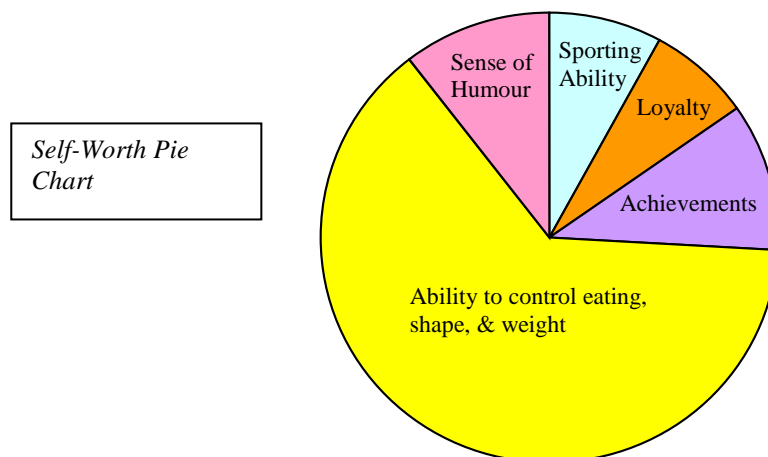 Self-Worth Pie
Chart
Sense of
Humour
Sporting
Ability
Loyalty
Achievements
Ability to control eating,
shape, & weight